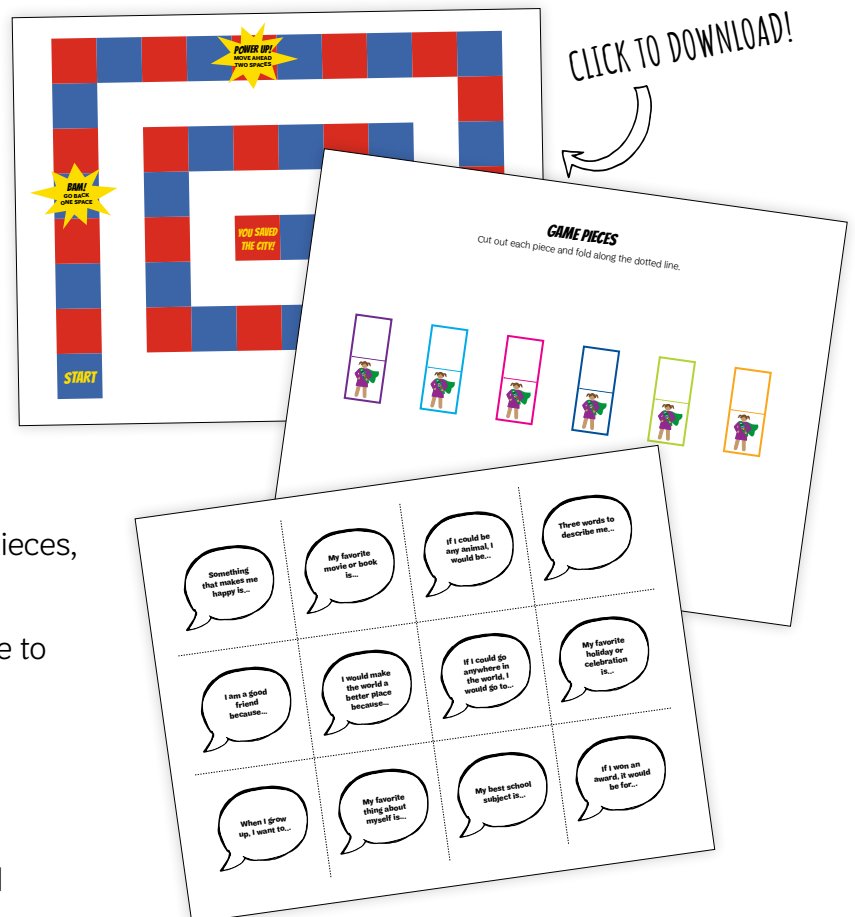 POWER UP!
MOVE AHEAD
TWO SPACES
CLICK TO DOWNLOAD!
BAM!
GO BACK
ONE SPACE
YOU SAVED
THE CITY!
START
GAME PIECES
Cut out each piece and fold along the dotted line.
ieces,
e to
Something
that makes me
happy is...
My favorite
movie or book
is...
If I could be
any animal, I
would be...
Three words to
describe me...
I am a good
friend
because...
I would make
the world a
better place
because...
If I could go
anywhere in
the world, I
would go to...
My favorite
holiday or
celebration
is...
When I grow
up, I want to...
My favorite
thing about
myself is...
My best school
subject is...
If I won an
award, it would
be for...